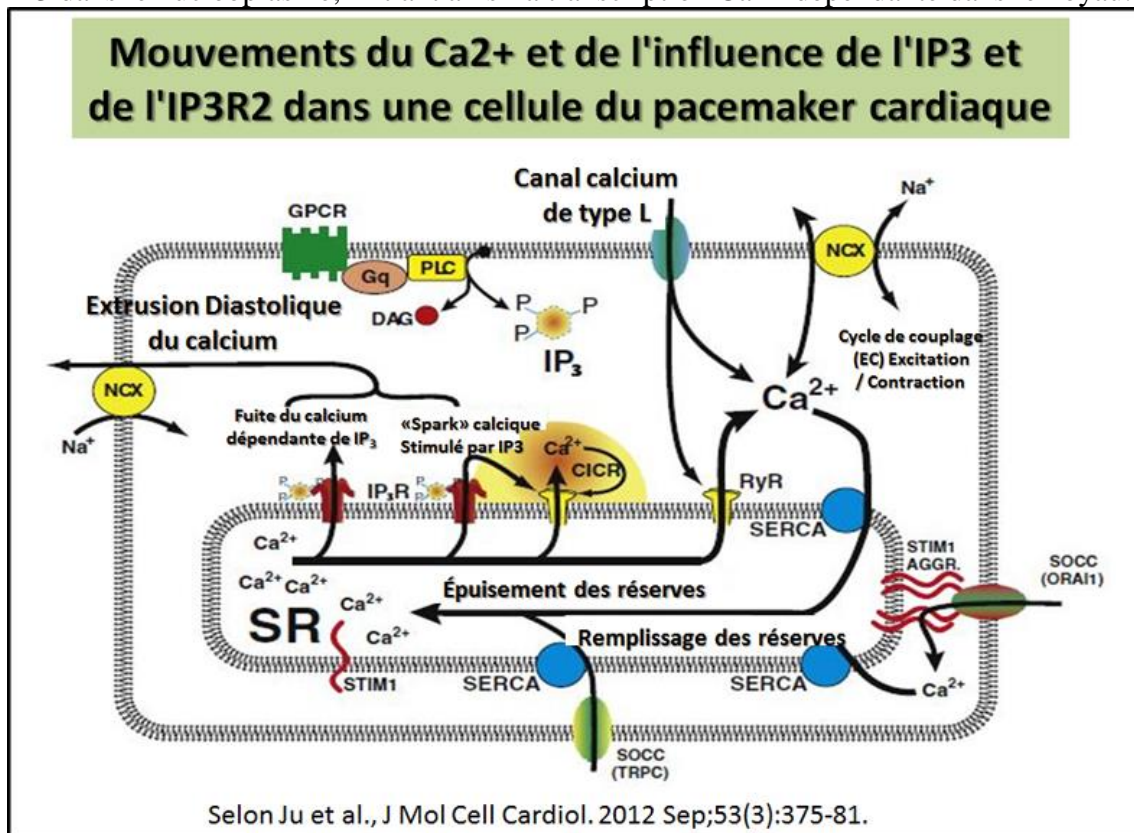 Mouvements du Ca2+ et de l'influence de l'IP3 et
de l'IP3R2 dans une cellule du pacemaker cardiaque
Canal calcium
de type L
Na⁺
GPCR
NCX
Gq
PLC
DAG
P
P
P
IP₃
Extrusion Diastolique
du calcium
Cycle de couplage
(EC) Excitation
/ Contraction
NCX
Na⁺
Ca²⁺
Fuite du calcium
dépendante de IP₃
«Spark» calcique
Stimulé par IP3
Ca²⁺
CICR
P
P
IP₃R
P
P
RyR
SERCA
Ca²⁺
Ca²⁺ Ca²⁺
Ca²⁺
SR
Ca²⁺
STIM1
Épuisement des réserves
Remplissage des réserves
STIM1
AGGR.
SOCC
(ORAI1)
SERCA
SERCA
Ca²⁺
SOCC
(TRPC)
Selon Ju et al., J Mol Cell Cardiol. 2012 Sep;53(3):375-81.